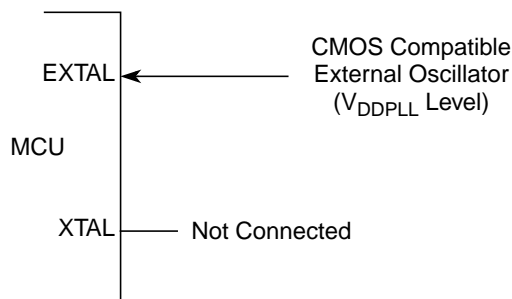 CMOS Compatible
External Oscillator
(VDDPLL Level)
EXTAL
MCU
XTAL
Not Connected